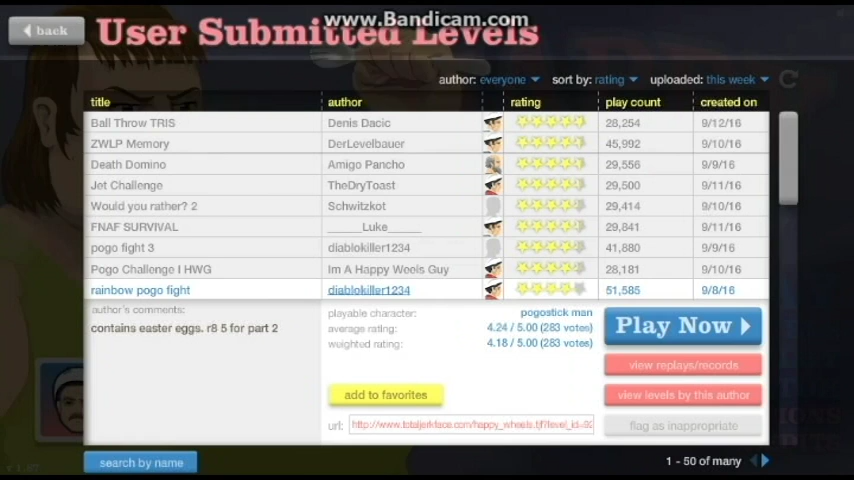 www.Bandicam.com
back
User Submitted Levels
author: everyone sort by: rating uploaded: this week
title author rating play count created on
Ball Throw TRIS Denis Dacic 28,254 9/12/16
ZWLP Memory DerLevelbauer 45,992 9/10/16
Death Domino Amigo Pancho 29,556 9/9/16
Jet Challenge TheDryToast 29,500 9/11/16
Would you rather? 2 Schwitzkot 29,414 9/10/16
FNAF SURVIVAL ______Luke______ 29,841 9/11/16
pogo fight 3 diablokiller1234 41,880 9/9/16
Pogo Challenge I HWG Im A Happy Weels Guy 28,181 9/10/16
rainbow pogo fight diablokiller1234 51,585 9/8/16
author's comments:
contains easter eggs. r8 5 for part 2
playable character: pogostick man
average rating: 4.24 / 5.00 (283 votes)
weighted rating: 4.18 / 5.00 (283 votes)
add to favorites
url: http://www.totaljerkface.com/happy_wheels.tjf?level_id=92
Play Now
view replays/records
view levels by this author
flag as inappropriate
search by name
1 - 50 of many